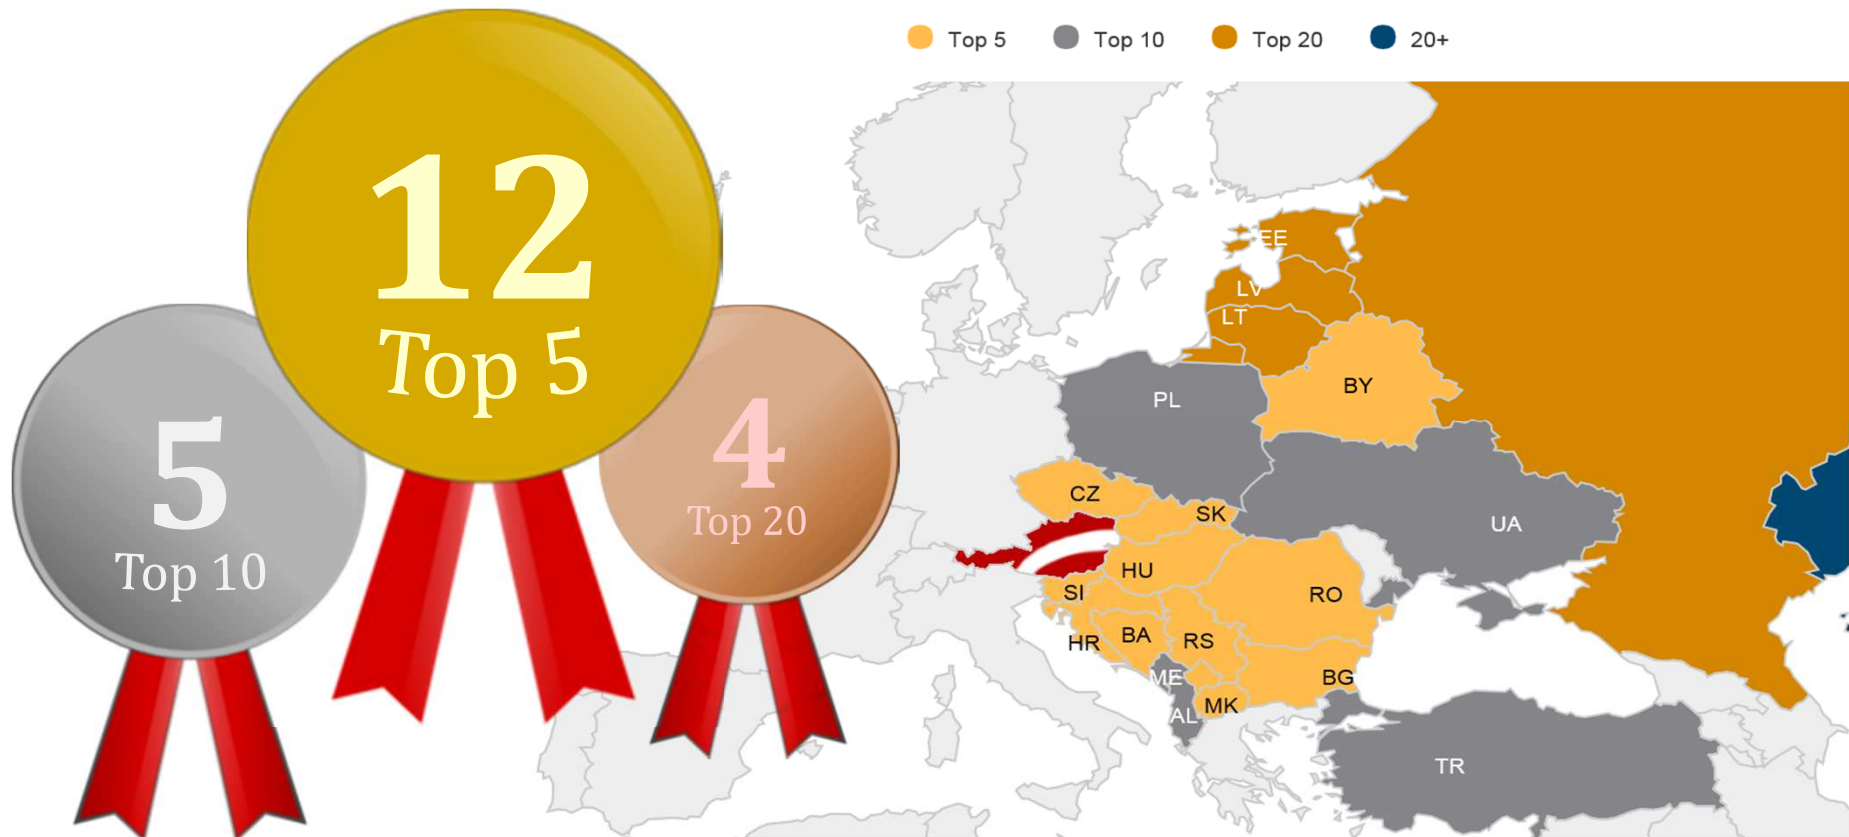 12
Top 5
5
Top 10
4
Top 20
Top 5
Top 10
Top 20
20+
EE
LV
LT
BY
PL
CZ
SK
UA
HU
SI
RO
HR
BA
RS
ME
BG
MK
AL
TR